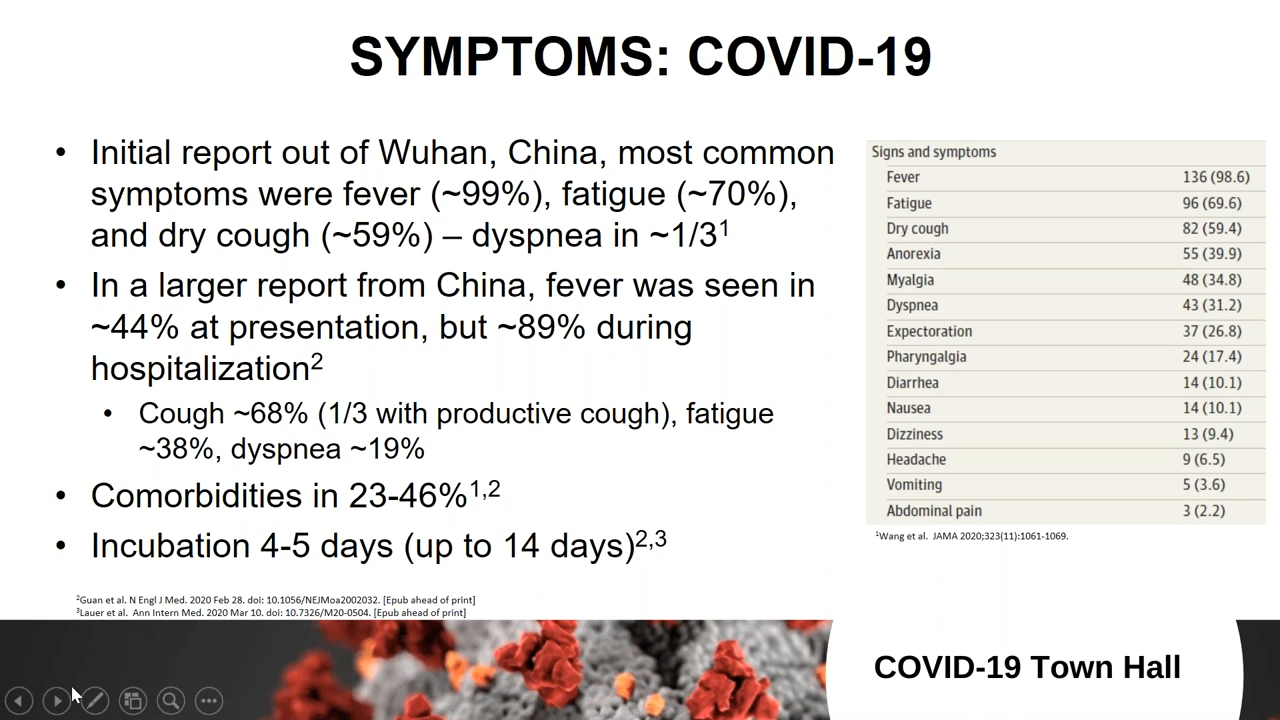 SYMPTOMS: COVID-19
• Initial report out of Wuhan, China, most common
symptoms were fever (~99%), fatigue (~70%),
and dry cough (~59%) – dyspnea in ~1/3¹
• In a larger report from China, fever was seen in
~44% at presentation, but ~89% during
hospitalization²
• Cough ~68% (1/3 with productive cough), fatigue
~38%, dyspnea ~19%
• Comorbidities in 23-46%¹,²
• Incubation 4-5 days (up to 14 days)²,³
Signs and symptoms
Fever 136 (98.6)
Fatigue 96 (69.6)
Dry cough 82 (59.4)
Anorexia 55 (39.9)
Myalgia 48 (34.8)
Dyspnea 43 (31.2)
Expectoration 37 (26.8)
Pharyngalgia 24 (17.4)
Diarrhea 14 (10.1)
Nausea 14 (10.1)
Dizziness 13 (9.4)
Headache 9 (6.5)
Vomiting 5 (3.6)
Abdominal pain 3 (2.2)
¹Wang et al. JAMA 2020;323(11):1061-1069.
²Guan et al. N Engl J Med. 2020 Feb 28. doi: 10.1056/NEJMoa2002032. [Epub ahead of print]
³Lauer et al. Ann Intern Med. 2020 Mar 10. doi: 10.7326/M20-0504. [Epub ahead of print]
COVID-19 Town Hall